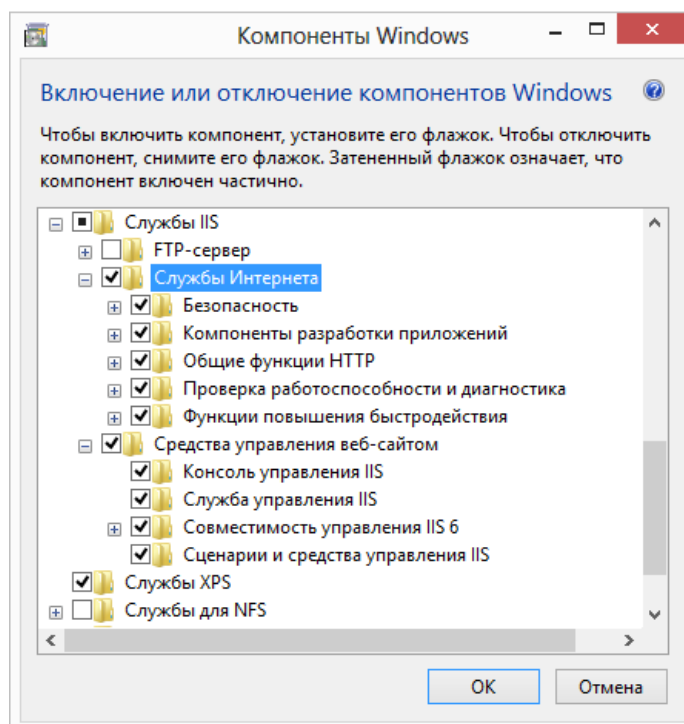 Компоненты Windows
Включение или отключение компонентов Windows
Чтобы включить компонент, установите его флажок. Чтобы отключить
компонент, снимите его флажок. Затененный флажок означает, что
компонент включен частично.
Службы IIS
FTP-сервер
Службы Интернета
Безопасность
Компоненты разработки приложений
Общие функции HTTP
Проверка работоспособности и диагностика
Функции повышения быстродействия
Средства управления веб-сайтом
Консоль управления IIS
Служба управления IIS
Совместимость управления IIS 6
Сценарии и средства управления IIS
Службы XPS
Службы для NFS
ОК
Отмена